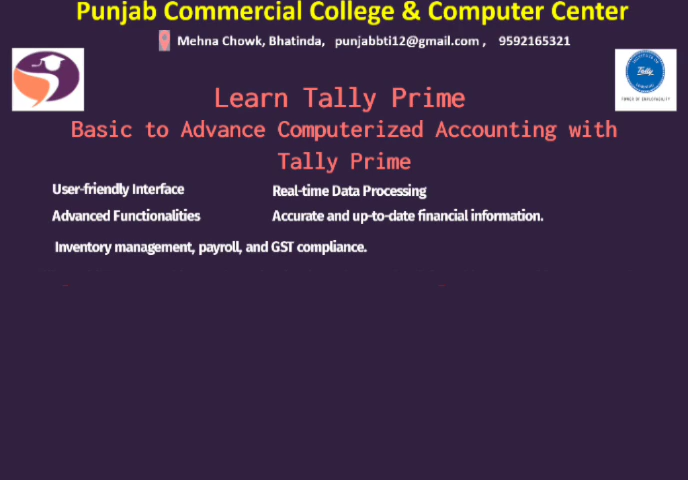 Punjab Commercial College & Computer Center
Mehna Chowk, Bhatinda, punjabbti12@gmail.com , 9592165321
Tally
Learn Tally Prime
Basic to Advance Computerized Accounting with
Tally Prime
User-friendly Interface Real-time Data Processing
Advanced Functionalities Accurate and up-to-date financial information.
Inventory management, payroll, and GST compliance.